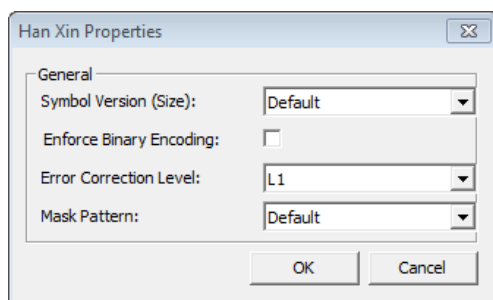 Han Xin Properties
General
Symbol Version (Size): Default
Enforce Binary Encoding:
Error Correction Level: L1
Mask Pattern: Default
OK Cancel